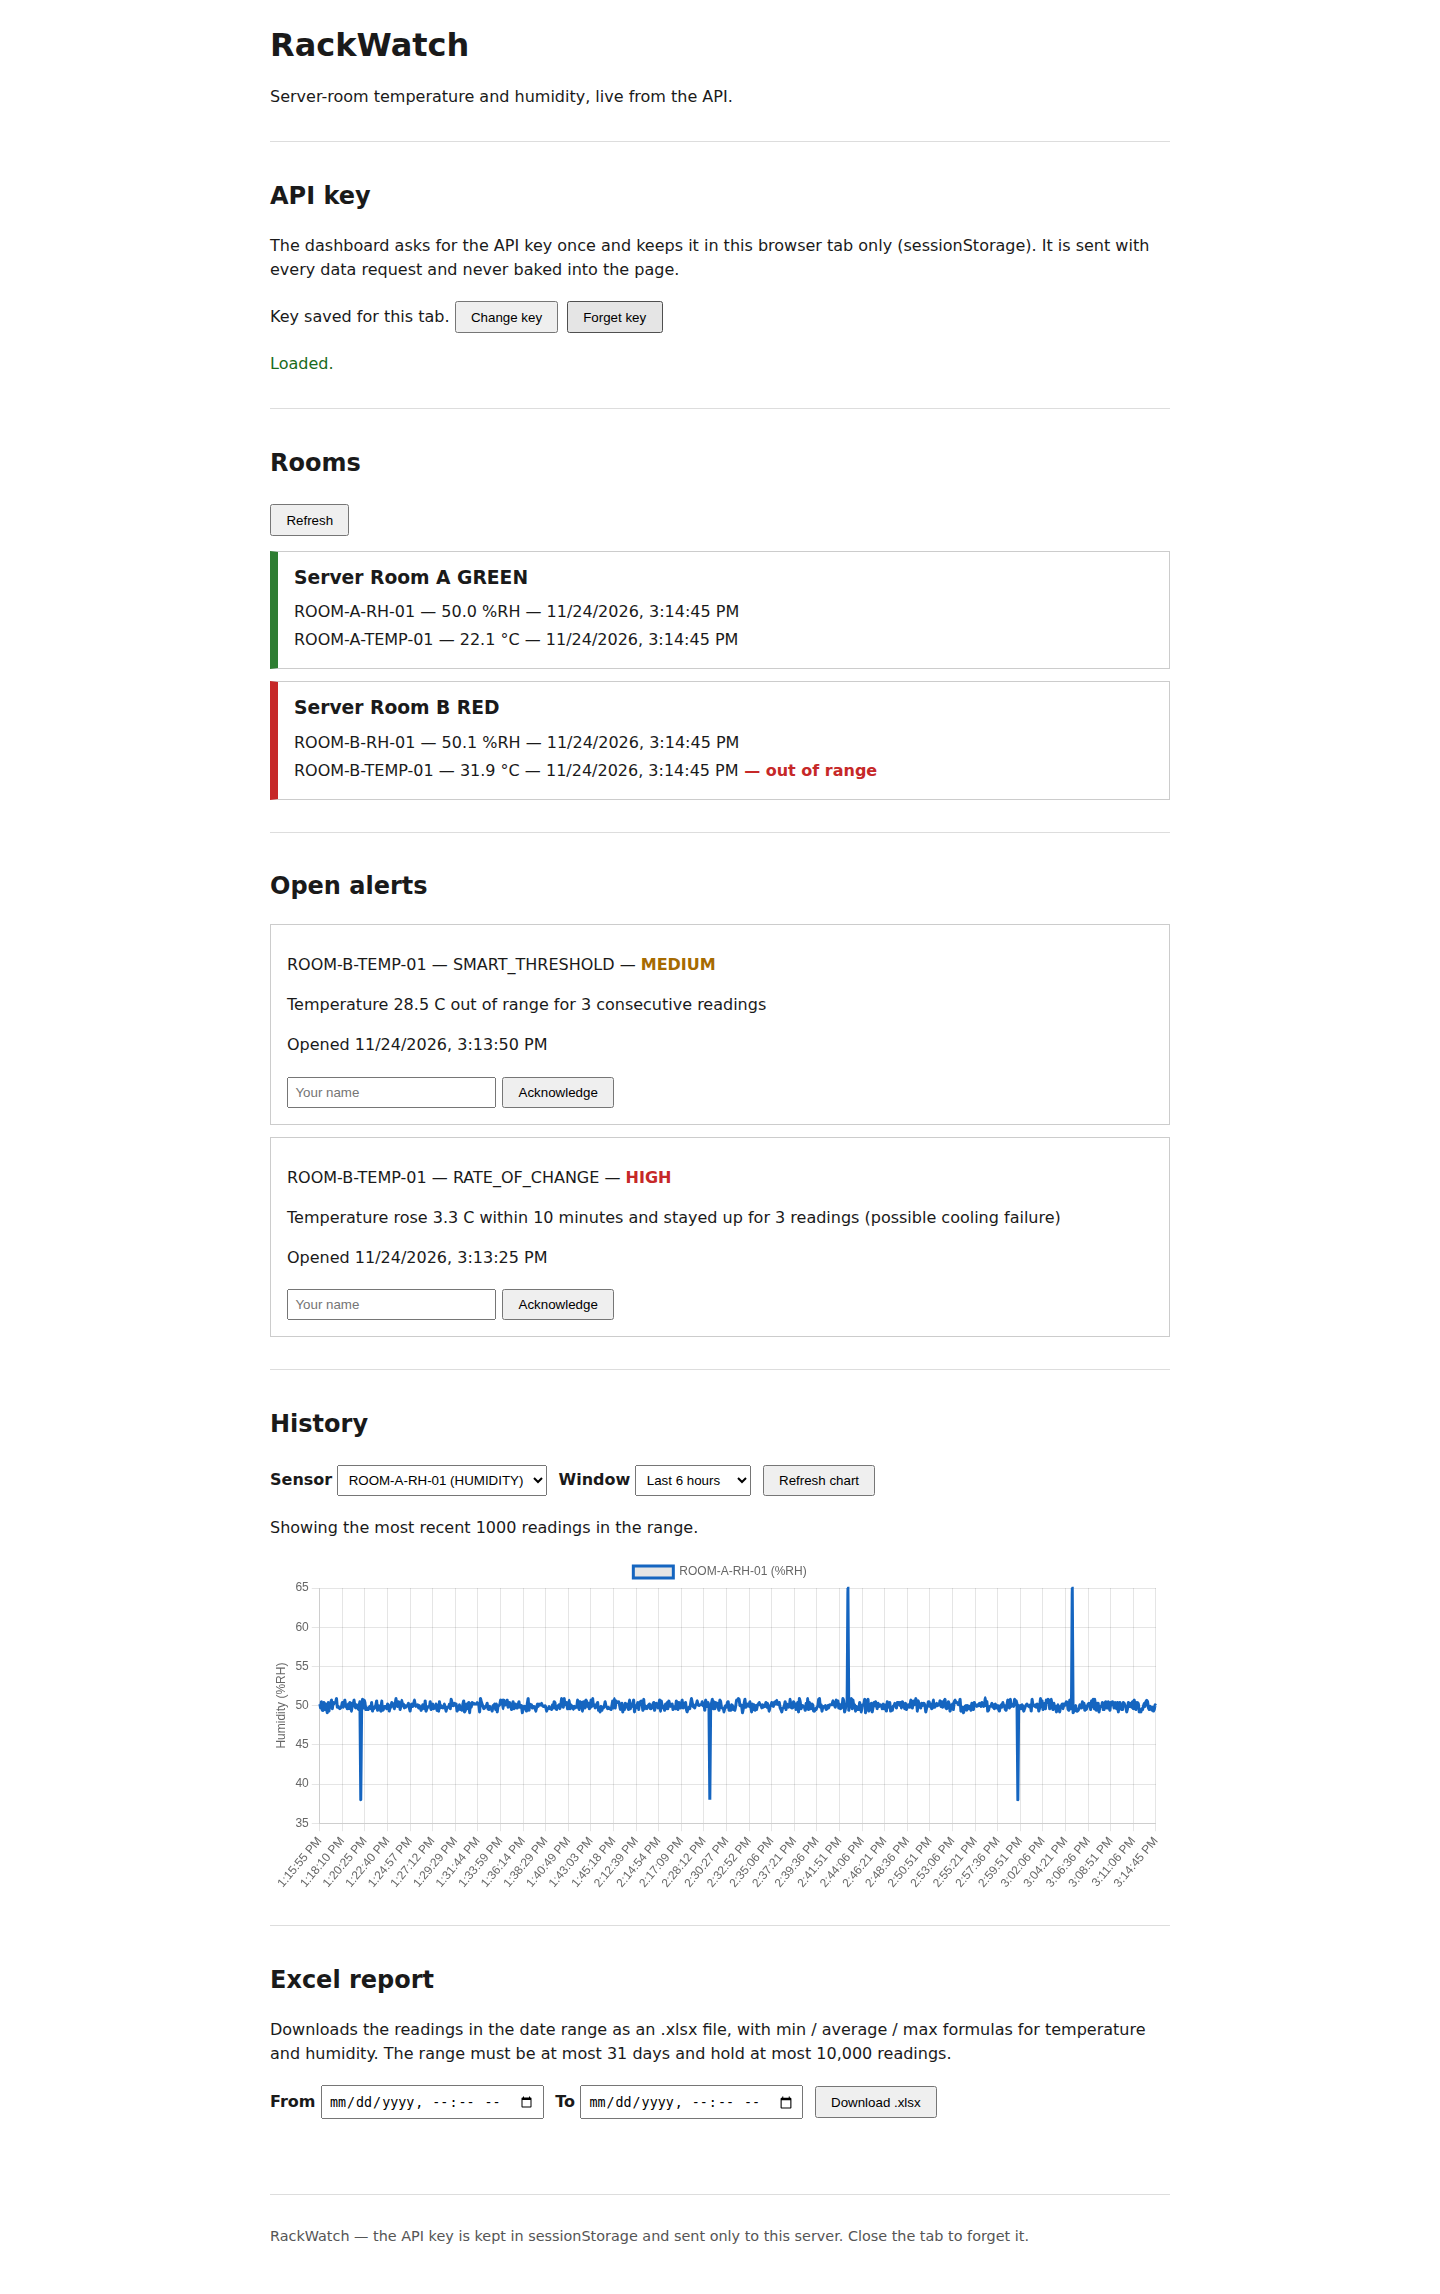 RackWatch
Server-room temperature and humidity, live from the API.
API key
The dashboard asks for the API key once and keeps it in this browser tab only (sessionStorage). It is sent with
every data request and never baked into the page.
Key saved for this tab. Change key Forget key
Loaded.
Rooms
Refresh
Server Room A GREEN
ROOM-A-RH-01 — 50.0 %RH — 11/24/2026, 3:14:45 PM
ROOM-A-TEMP-01 — 22.1 °C — 11/24/2026, 3:14:45 PM
Server Room B RED
ROOM-B-RH-01 — 50.1 %RH — 11/24/2026, 3:14:45 PM
ROOM-B-TEMP-01 — 31.9 °C — 11/24/2026, 3:14:45 PM — out of range
Open alerts
ROOM-B-TEMP-01 — SMART_THRESHOLD — MEDIUM
Temperature 28.5 C out of range for 3 consecutive readings
Opened 11/24/2026, 3:13:50 PM
Your name Acknowledge
ROOM-B-TEMP-01 — RATE_OF_CHANGE — HIGH
Temperature rose 3.3 C within 10 minutes and stayed up for 3 readings (possible cooling failure)
Opened 11/24/2026, 3:13:25 PM
Your name Acknowledge
History
Sensor ROOM-A-RH-01 (HUMIDITY) Window Last 6 hours Refresh chart
Showing the most recent 1000 readings in the range.
ROOM-A-RH-01 (%RH)
Humidity (%RH)
65
60
55
50
45
40
35
1:15:55 PM
1:18:10 PM
1:20:25 PM
1:22:40 PM
1:24:57 PM
1:27:12 PM
1:29:29 PM
1:31:44 PM
1:33:59 PM
1:36:14 PM
1:38:29 PM
1:40:49 PM
1:43:03 PM
1:45:18 PM
2:12:39 PM
2:14:54 PM
2:17:09 PM
2:28:12 PM
2:30:27 PM
2:32:52 PM
2:35:06 PM
2:37:21 PM
2:39:36 PM
2:41:51 PM
2:44:06 PM
2:46:21 PM
2:48:36 PM
2:50:51 PM
2:53:06 PM
2:55:21 PM
2:57:36 PM
2:59:51 PM
3:02:06 PM
3:04:21 PM
3:06:36 PM
3:08:51 PM
3:11:06 PM
3:14:45 PM
Excel report
Downloads the readings in the date range as an .xlsx file, with min / average / max formulas for temperature
and humidity. The range must be at most 31 days and hold at most 10,000 readings.
From mm/dd/yyyy, --:-- -- To mm/dd/yyyy, --:-- -- Download .xlsx
RackWatch — the API key is kept in sessionStorage and sent only to this server. Close the tab to forget it.